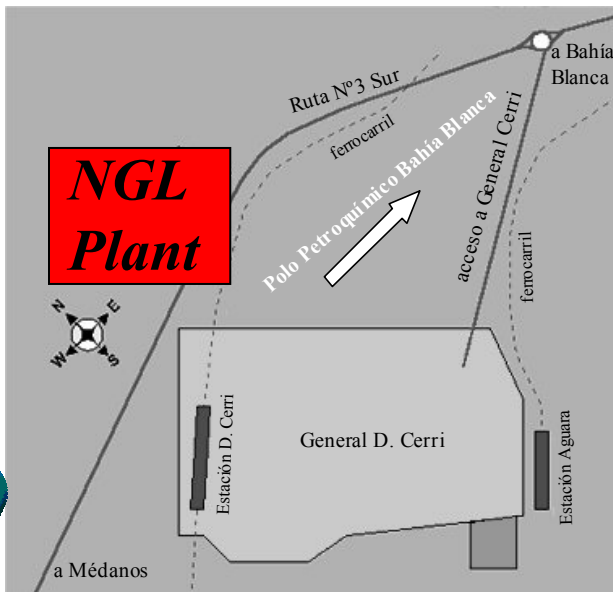 a Bahía
Blanca
Ruta Nº3 Sur
ferrocarril
Polo Petroquímico Bahía Blanca
acceso a General Cerri
ferrocarril
NGL
Plant
N
E
W
S
Estación D. Cerri
General D. Cerri
Estación Aguara
a Médanos